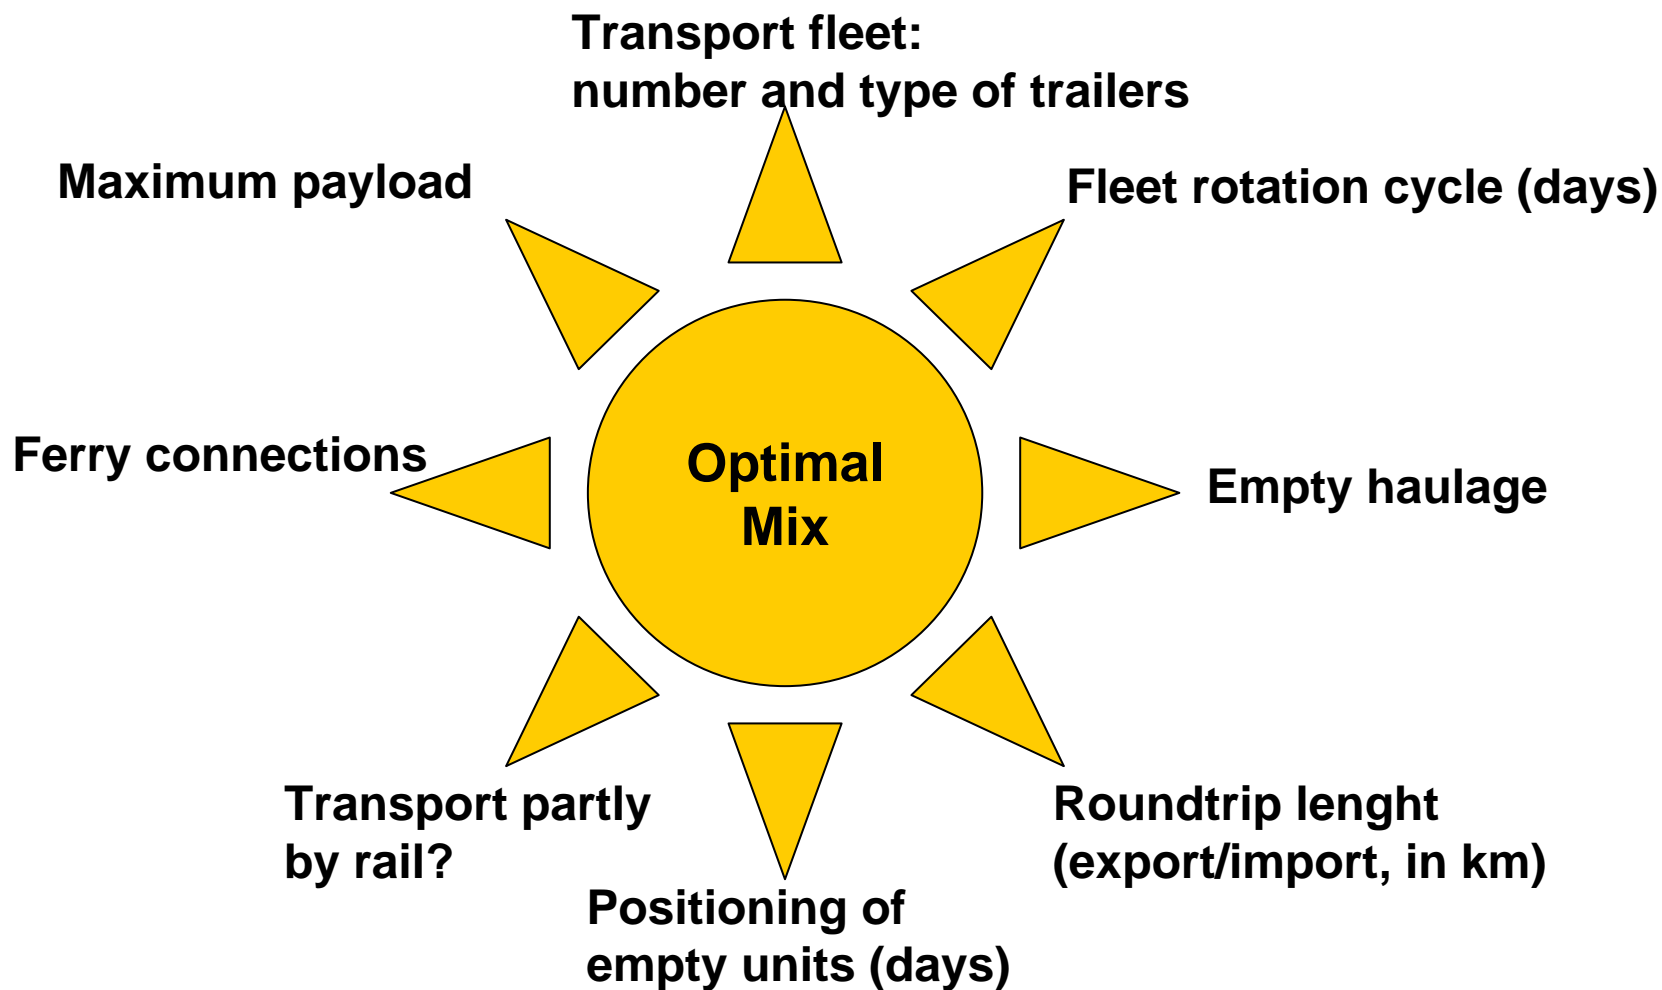 Transport fleet:
number and type of trailers
Maximum payload
Fleet rotation cycle (days)
Ferry connections
Optimal
Mix
Empty haulage
Transport partly
by rail?
Roundtrip lenght
(export/import, in km)
Positioning of
empty units (days)